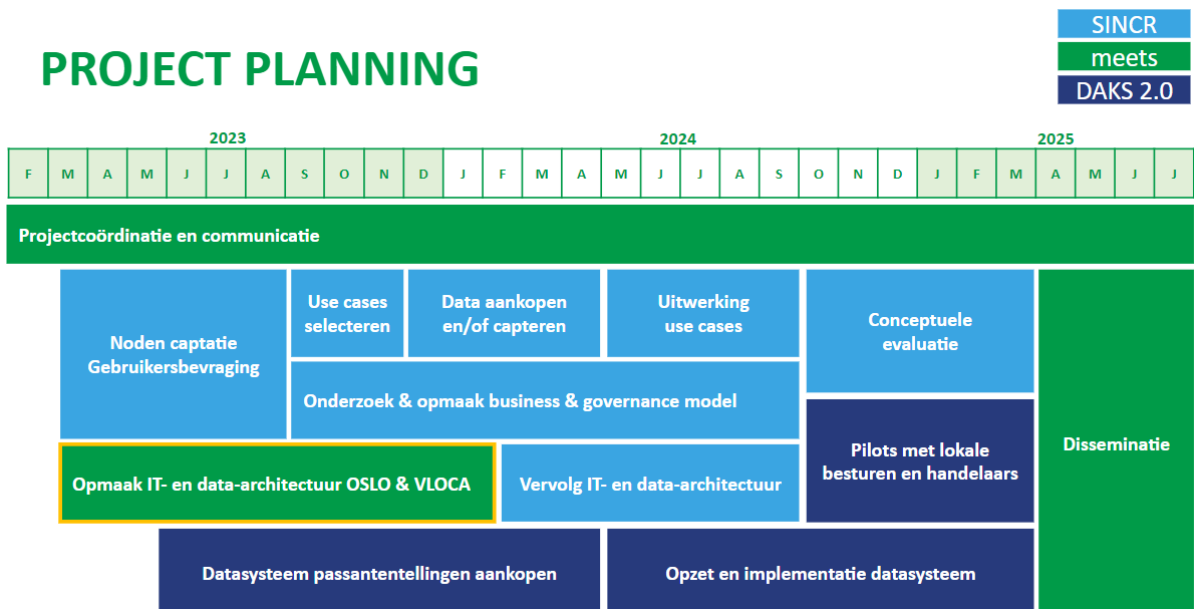 SINCR
meets
DAKS 2.0
PROJECT PLANNING
2023 2024 2025
F M A M J J A S O N D J F M A M J J A S O N D J F M A M J J
Projectcoördinatie en communicatie
Noden captatie
Gebruikersbevraging
Use cases
selecteren
Data aankopen
en/of capteren
Uitwerking
use cases
Conceptuele
evaluatie
Onderzoek & opmaak business & governance model
Pilots met lokale
besturen en handelaars
Disseminatie
Opmaak IT- en data-architectuur OSLO & VLOCA
Vervolg IT- en data-architectuur
Datasysteem passantentellingen aankopen
Opzet en implementatie datasysteem